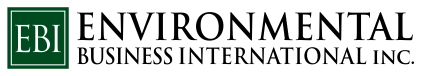 EBI
ENVIRONMENTAL
BUSINESS INTERNATIONAL INC.